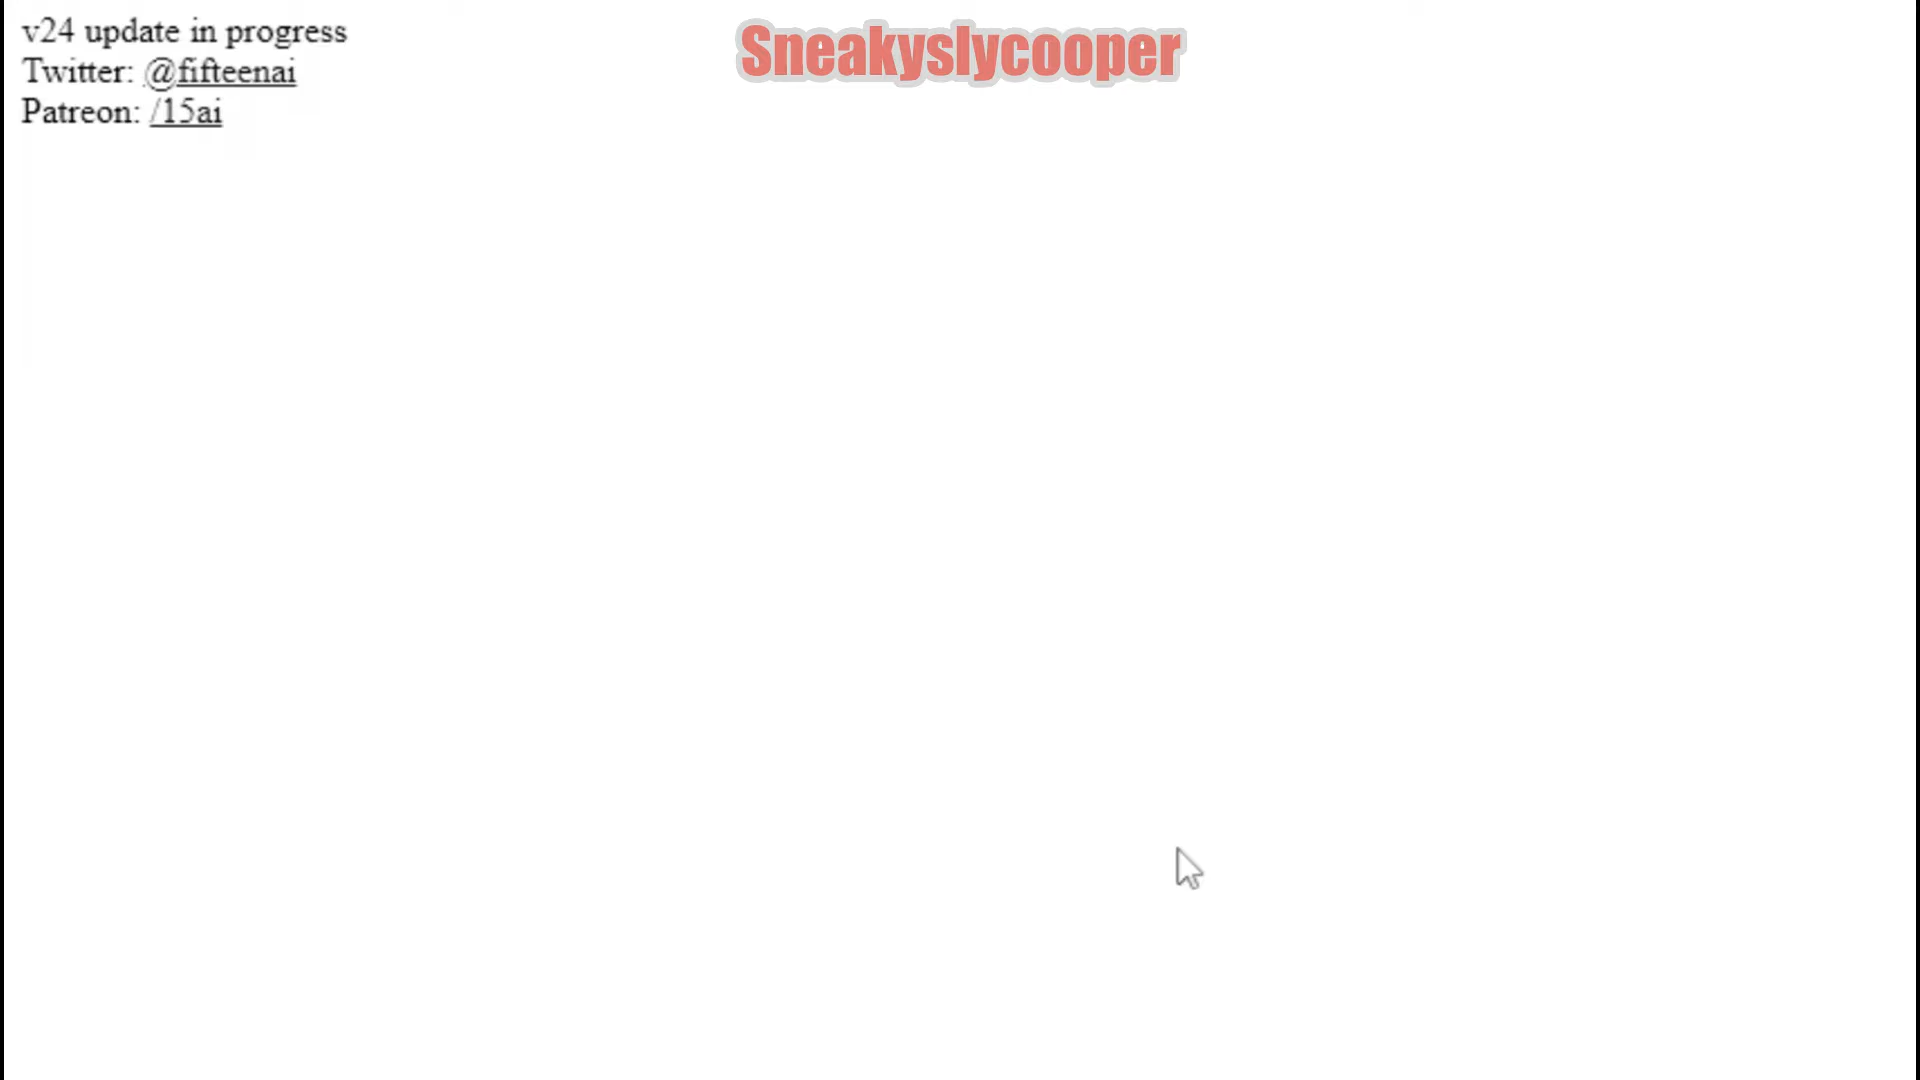 v24 update in progress
Sneakyslycooper
Twitter: @fifteenai
Patreon: /15ai